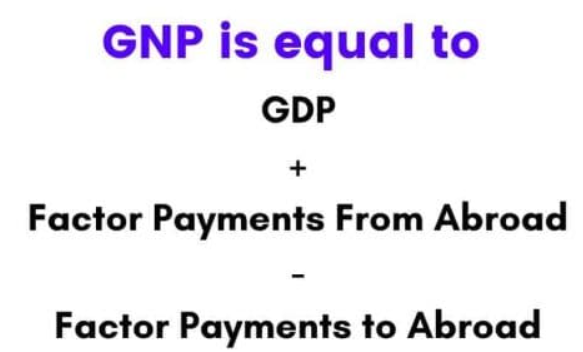 GNP is equal to
GDP
+
Factor Payments From Abroad
-
Factor Payments to Abroad